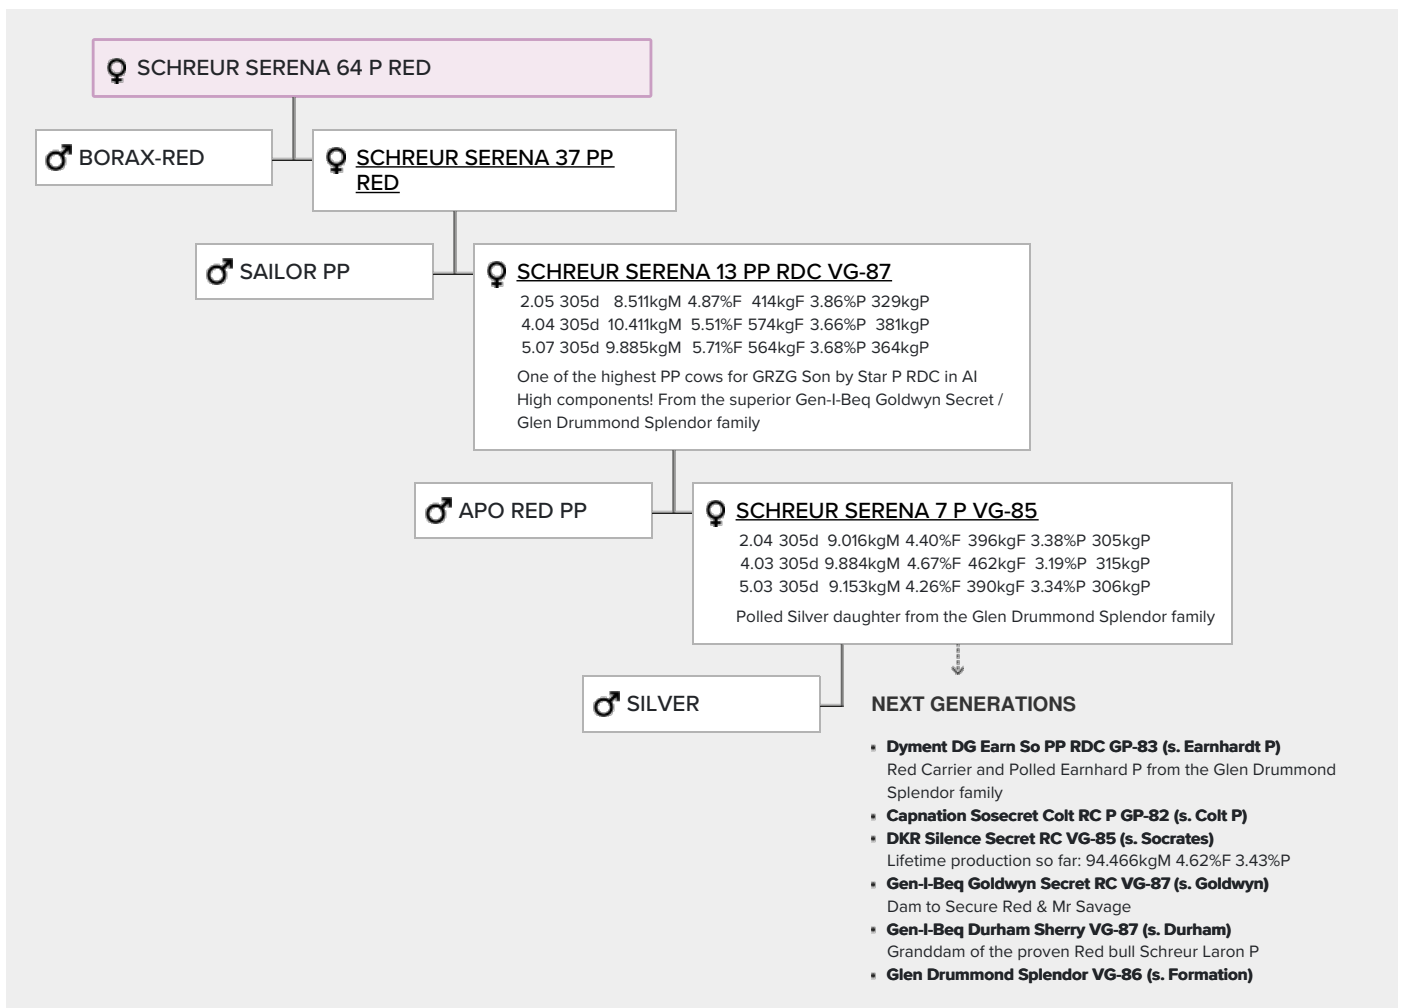 SCHREUR SERENA 64 P RED
BORAX-RED
SCHREUR SERENA 37 PP
RED
SAILOR PP
SCHREUR SERENA 13 PP RDC VG-87
2.05 305d 8.511kgM 4.87%F 414kgF 3.86%P 329kgP
4.04 305d 10.411kgM 5.51%F 574kgF 3.66%P 381kgP
5.07 305d 9.885kgM 5.71%F 564kgF 3.68%P 364kgP
One of the highest PP cows for GRZG Son by Star P RDC in AI
High components! From the superior Gen-I-Beq Goldwyn Secret /
Glen Drummond Splendor family
APO RED PP
SCHREUR SERENA 7 P VG-85
2.04 305d 9.016kgM 4.40%F 396kgF 3.38%P 305kgP
4.03 305d 9.884kgM 4.67%F 462kgF 3.19%P 315kgP
5.03 305d 9.153kgM 4.26%F 390kgF 3.34%P 306kgP
Polled Silver daughter from the Glen Drummond Splendor family
SILVER
NEXT GENERATIONS
Dyment DG Earn So PP RDC GP-83 (s. Earnhardt P)
Red Carrier and Polled Earnhard P from the Glen Drummond
Splendor family
Capnation Sosecret Colt RC P GP-82 (s. Colt P)
DKR Silence Secret RC VG-85 (s. Socrates)
Lifetime production so far: 94.466kgM 4.62%F 3.43%P
Gen-I-Beq Goldwyn Secret RC VG-87 (s. Goldwyn)
Dam to Secure Red & Mr Savage
Gen-I-Beq Durham Sherry VG-87 (s. Durham)
Granddam of the proven Red bull Schreur Laron P
Glen Drummond Splendor VG-86 (s. Formation)